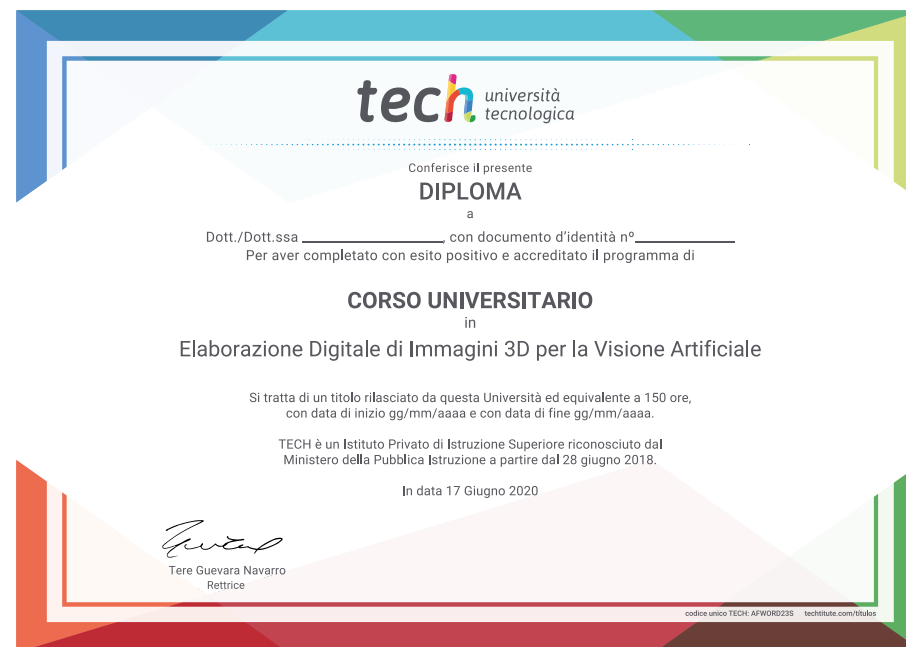 tech università
tecnologica
Conferisce il presente
DIPLOMA
a
Dott./Dott.ssa ____________________, con documento d'identità nº______________
Per aver completato con esito positivo e accreditato il programma di
CORSO UNIVERSITARIO
in
Elaborazione Digitale di Immagini 3D per la Visione Artificiale
Si tratta di un titolo rilasciato da questa Università ed equivalente a 150 ore,
con data di inizio gg/mm/aaaa e con data di fine gg/mm/aaaa.
TECH è un Istituto Privato di Istruzione Superiore riconosciuto dal
Ministero della Pubblica Istruzione a partire dal 28 giugno 2018.
In data 17 Giugno 2020
Tere Guevara Navarro
Rettrice
codice unico TECH: AFWORD23S techtitute.com/títulos